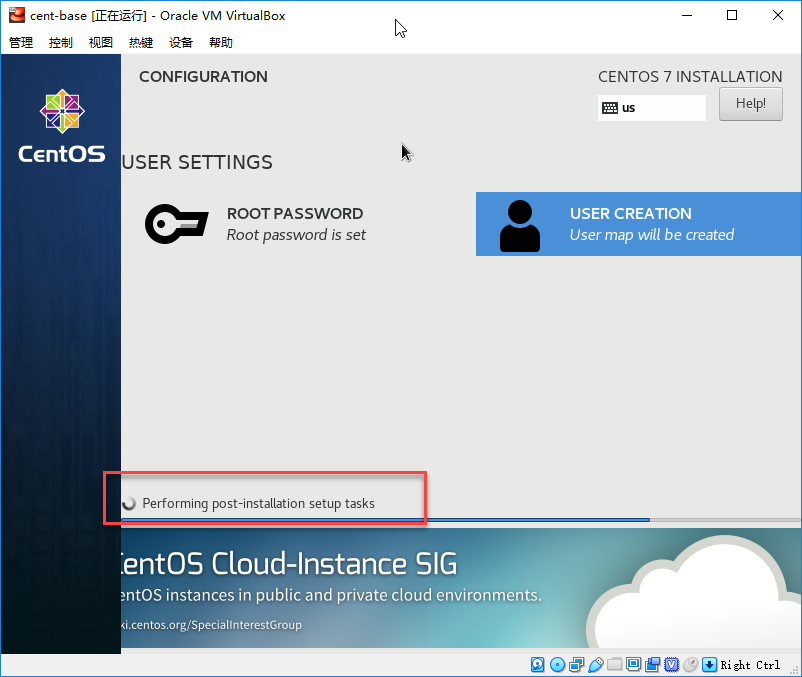 cent-base [正在运行] - Oracle VM VirtualBox
管理 控制 视图 热键 设备 帮助
CONFIGURATION
CENTOS 7 INSTALLATION
us
Help!
CentOS
USER SETTINGS
ROOT PASSWORD
Root password is set
USER CREATION
User map will be created
Performing post-installation setup tasks
CentOS Cloud-Instance SIG
entOS instances in public and private cloud environments.
ki.centos.org/SpecialInterestGroup
Right Ctrl